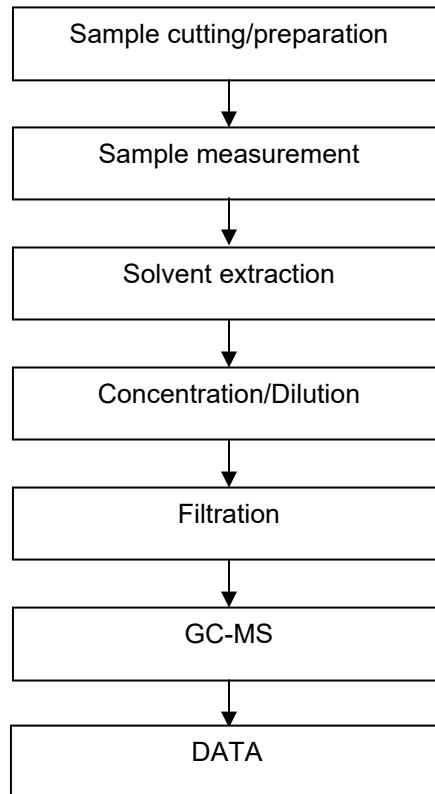 Sample cutting/preparation
Sample measurement
Solvent extraction
Concentration/Dilution
Filtration
GC-MS
DATA